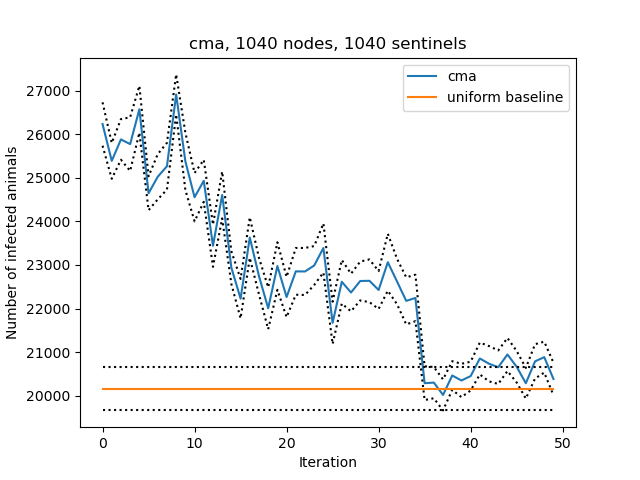 cma, 1040 nodes, 1040 sentinels
cma
uniform baseline
Number of infected animals
27000
26000
25000
24000
23000
22000
21000
20000
0 10 20 30 40 50
Iteration